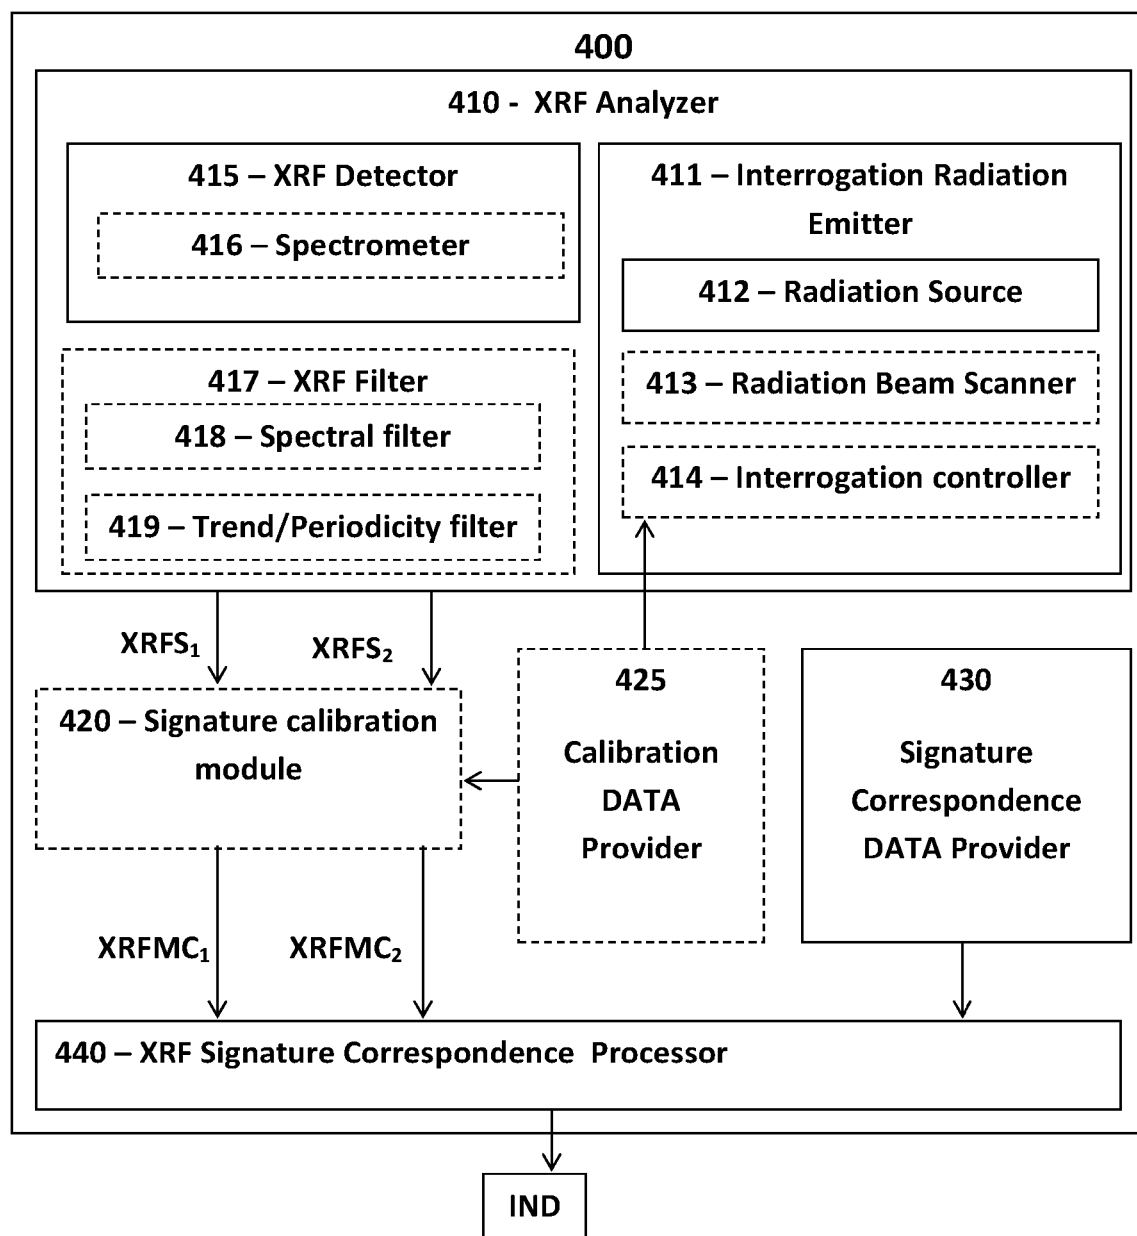 400
410 - XRF Analyzer
415 – XRF Detector
416 – Spectrometer
417 – XRF Filter
418 – Spectral filter
419 – Trend/Periodicity filter
411 – Interrogation Radiation
Emitter
412 – Radiation Source
413 – Radiation Beam Scanner
414 – Interrogation controller
XRFS₁
XRFS₂
420 – Signature calibration
module
425
Calibration
DATA
Provider
430
Signature
Correspondence
DATA Provider
XRFMC₁
XRFMC₂
440 – XRF Signature Correspondence Processor
IND